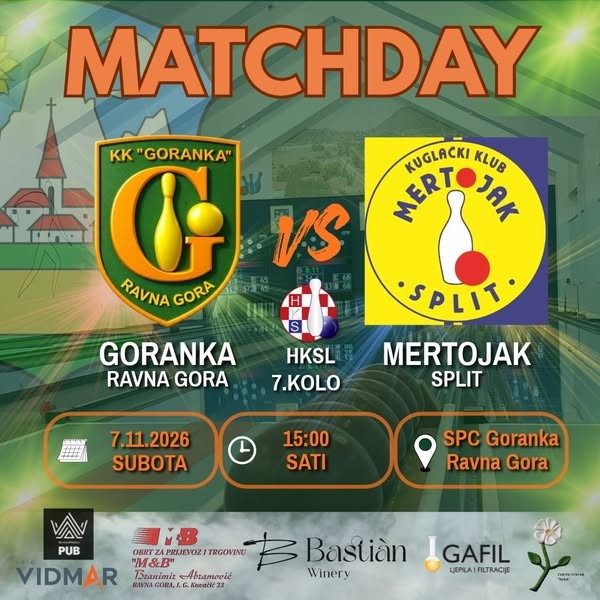 MATCHDAY
KK "GORANKA"
G
RAVNA GORA
VS
KUGLAČKI KLUB
MERTOJAK
· SPLIT ·
HKS
GORANKA
RAVNA GORA
HKSL
7.KOLO
MERTOJAK
SPLIT
7.11.2026
SUBOTA
15:00
SATI
SPC Goranka
Ravna Gora
PUB
VIDMAR
M&B
OBRT ZA PRIJEVOZ I TRGOVINU
"M&B"
Branimir Abramović
RAVNA GORA, I. G. Kovačić 23
B Bastiàn
Winery
GAFIL
LJEPILA I FILTRACIJE